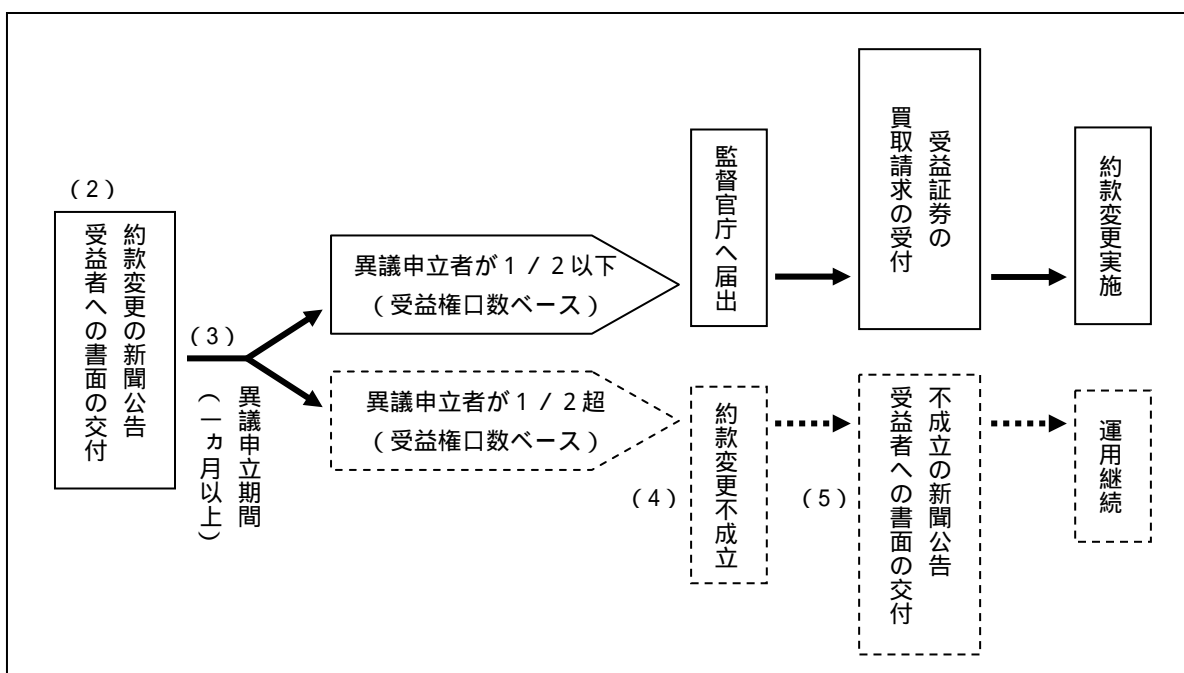 （２）
約款変更の新聞公告
受益者への書面の交付
（３）
異議申立期間
（一ヵ月以上）
異議申立者が１／２以下
（受益権口数ベース）
監督官庁へ届出
受益証券の
買取請求の受付
約款変更実施
異議申立者が１／２超
（受益権口数ベース）
（４）
約款変更不成立
（５）
不成立の新聞公告
受益者への書面の交付
運用継続